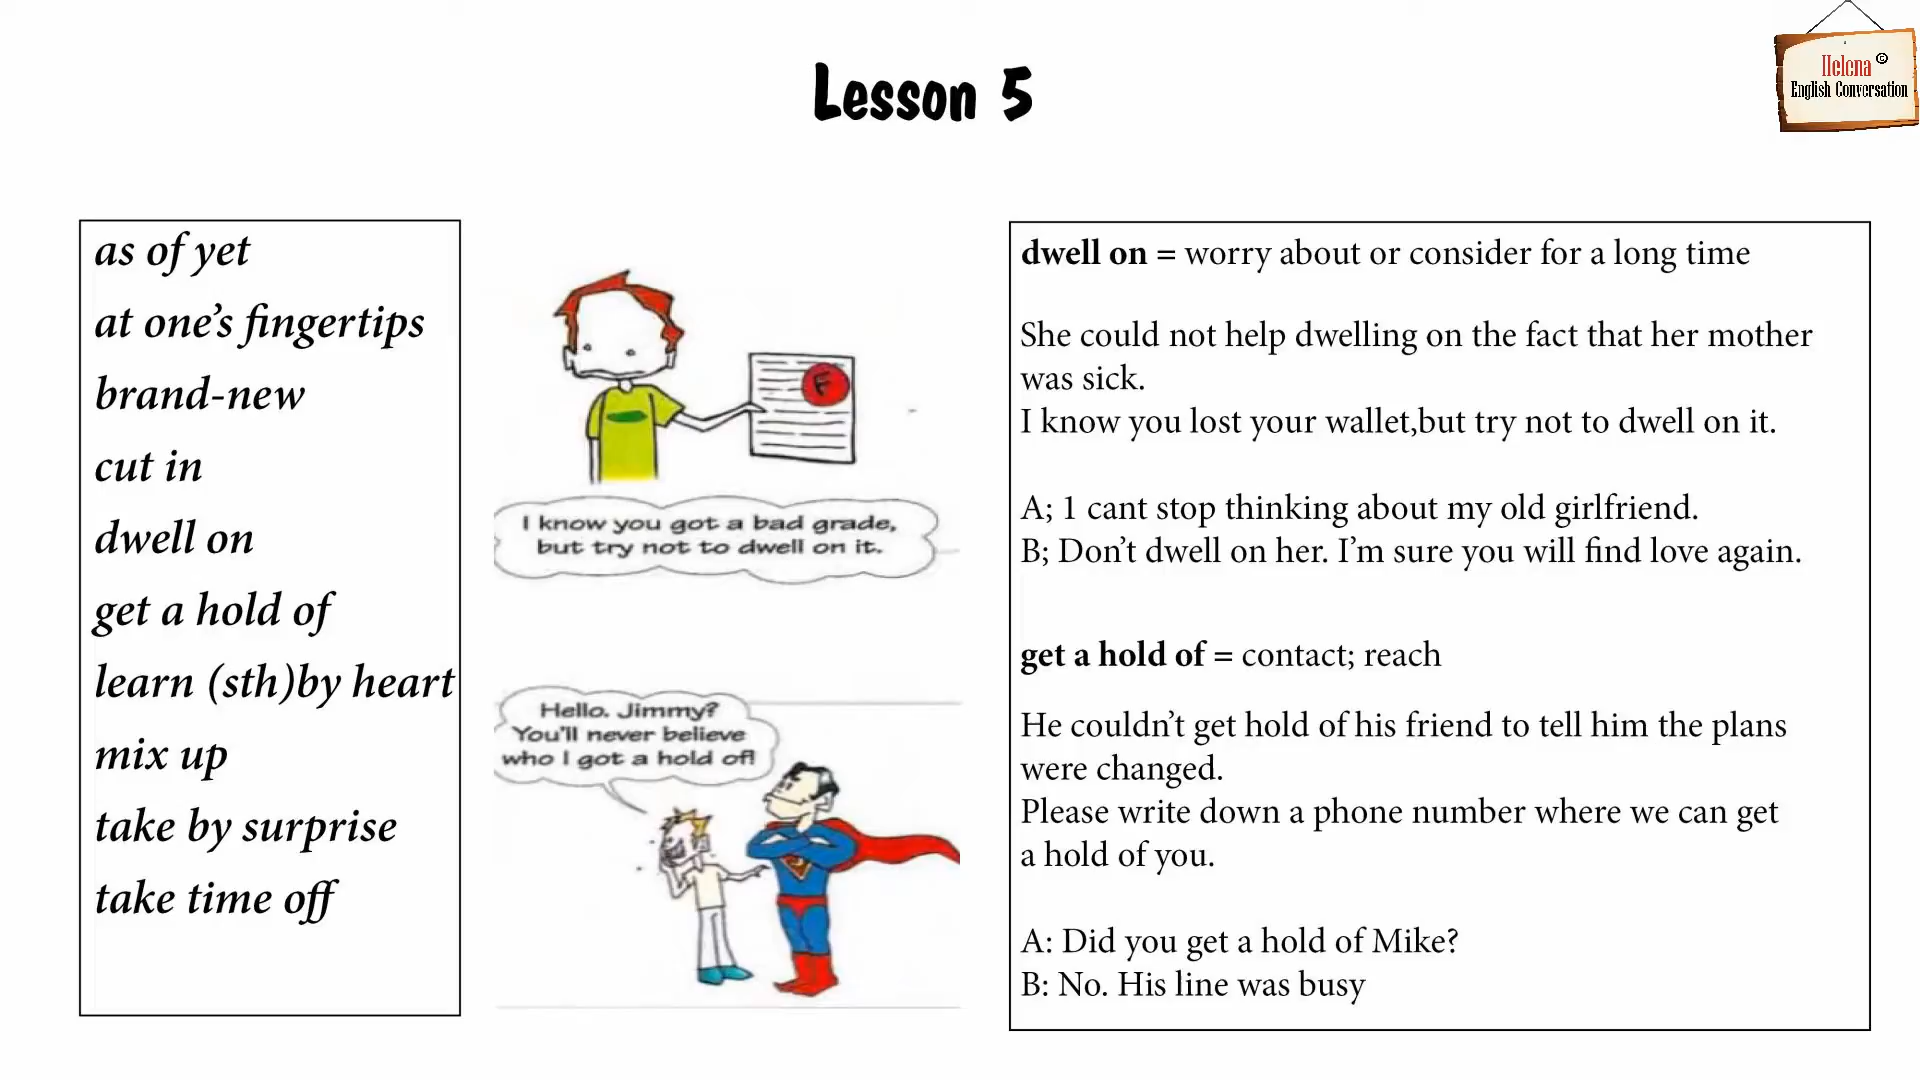 Lesson 5
Helena ©
English Conversation
as of yet
at one's fingertips
brand-new
cut in
dwell on
get a hold of
learn (sth)by heart
mix up
take by surprise
take time off
F
I know you got a bad grade,
but try not to dwell on it.
Hello. Jimmy?
You'll never believe
who I got a hold of!
dwell on = worry about or consider for a long time
She could not help dwelling on the fact that her mother
was sick.
I know you lost your wallet,but try not to dwell on it.
A; 1 cant stop thinking about my old girlfriend.
B; Don't dwell on her. I'm sure you will find love again.
get a hold of = contact; reach
He couldn't get hold of his friend to tell him the plans
were changed.
Please write down a phone number where we can get
a hold of you.
A: Did you get a hold of Mike?
B: No. His line was busy